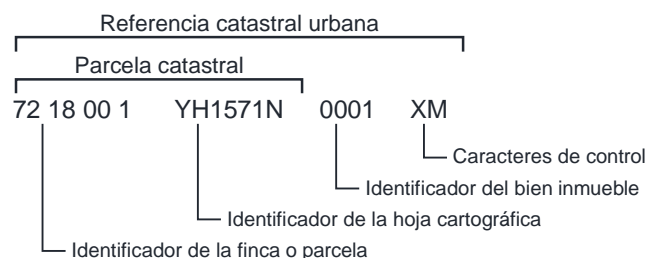 Referencia catastral urbana
Parcela catastral
72 18 00 1 YH1571N 0001 XM
Caracteres de control
Identificador del bien inmueble
Identificador de la hoja cartográfica
Identificador de la finca o parcela